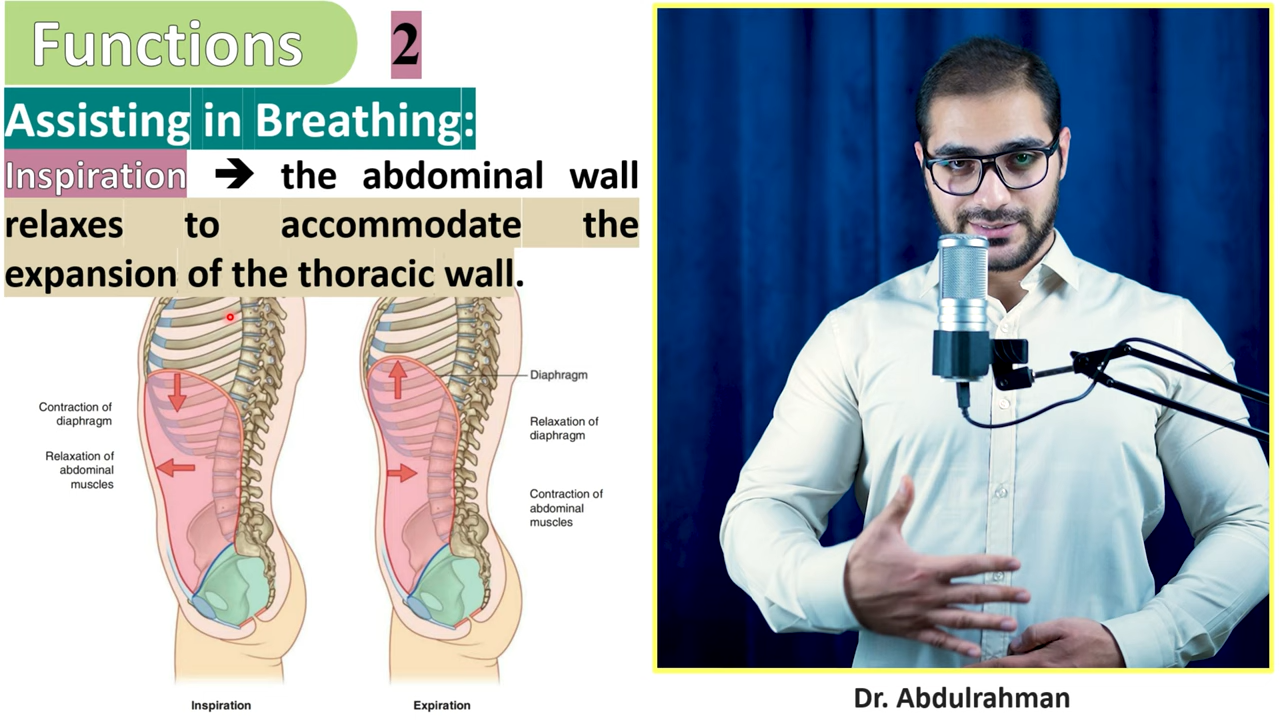 Functions 2
Assisting in Breathing:
Inspiration ➔ the abdominal wall
relaxes to accommodate the
expansion of the thoracic wall.
Contraction of
diaphragm
Relaxation of
abdominal
muscles
Diaphragm
Relaxation of
diaphragm
Contraction of
abdominal
muscles
Inspiration
Expiration
Dr. Abdulrahman